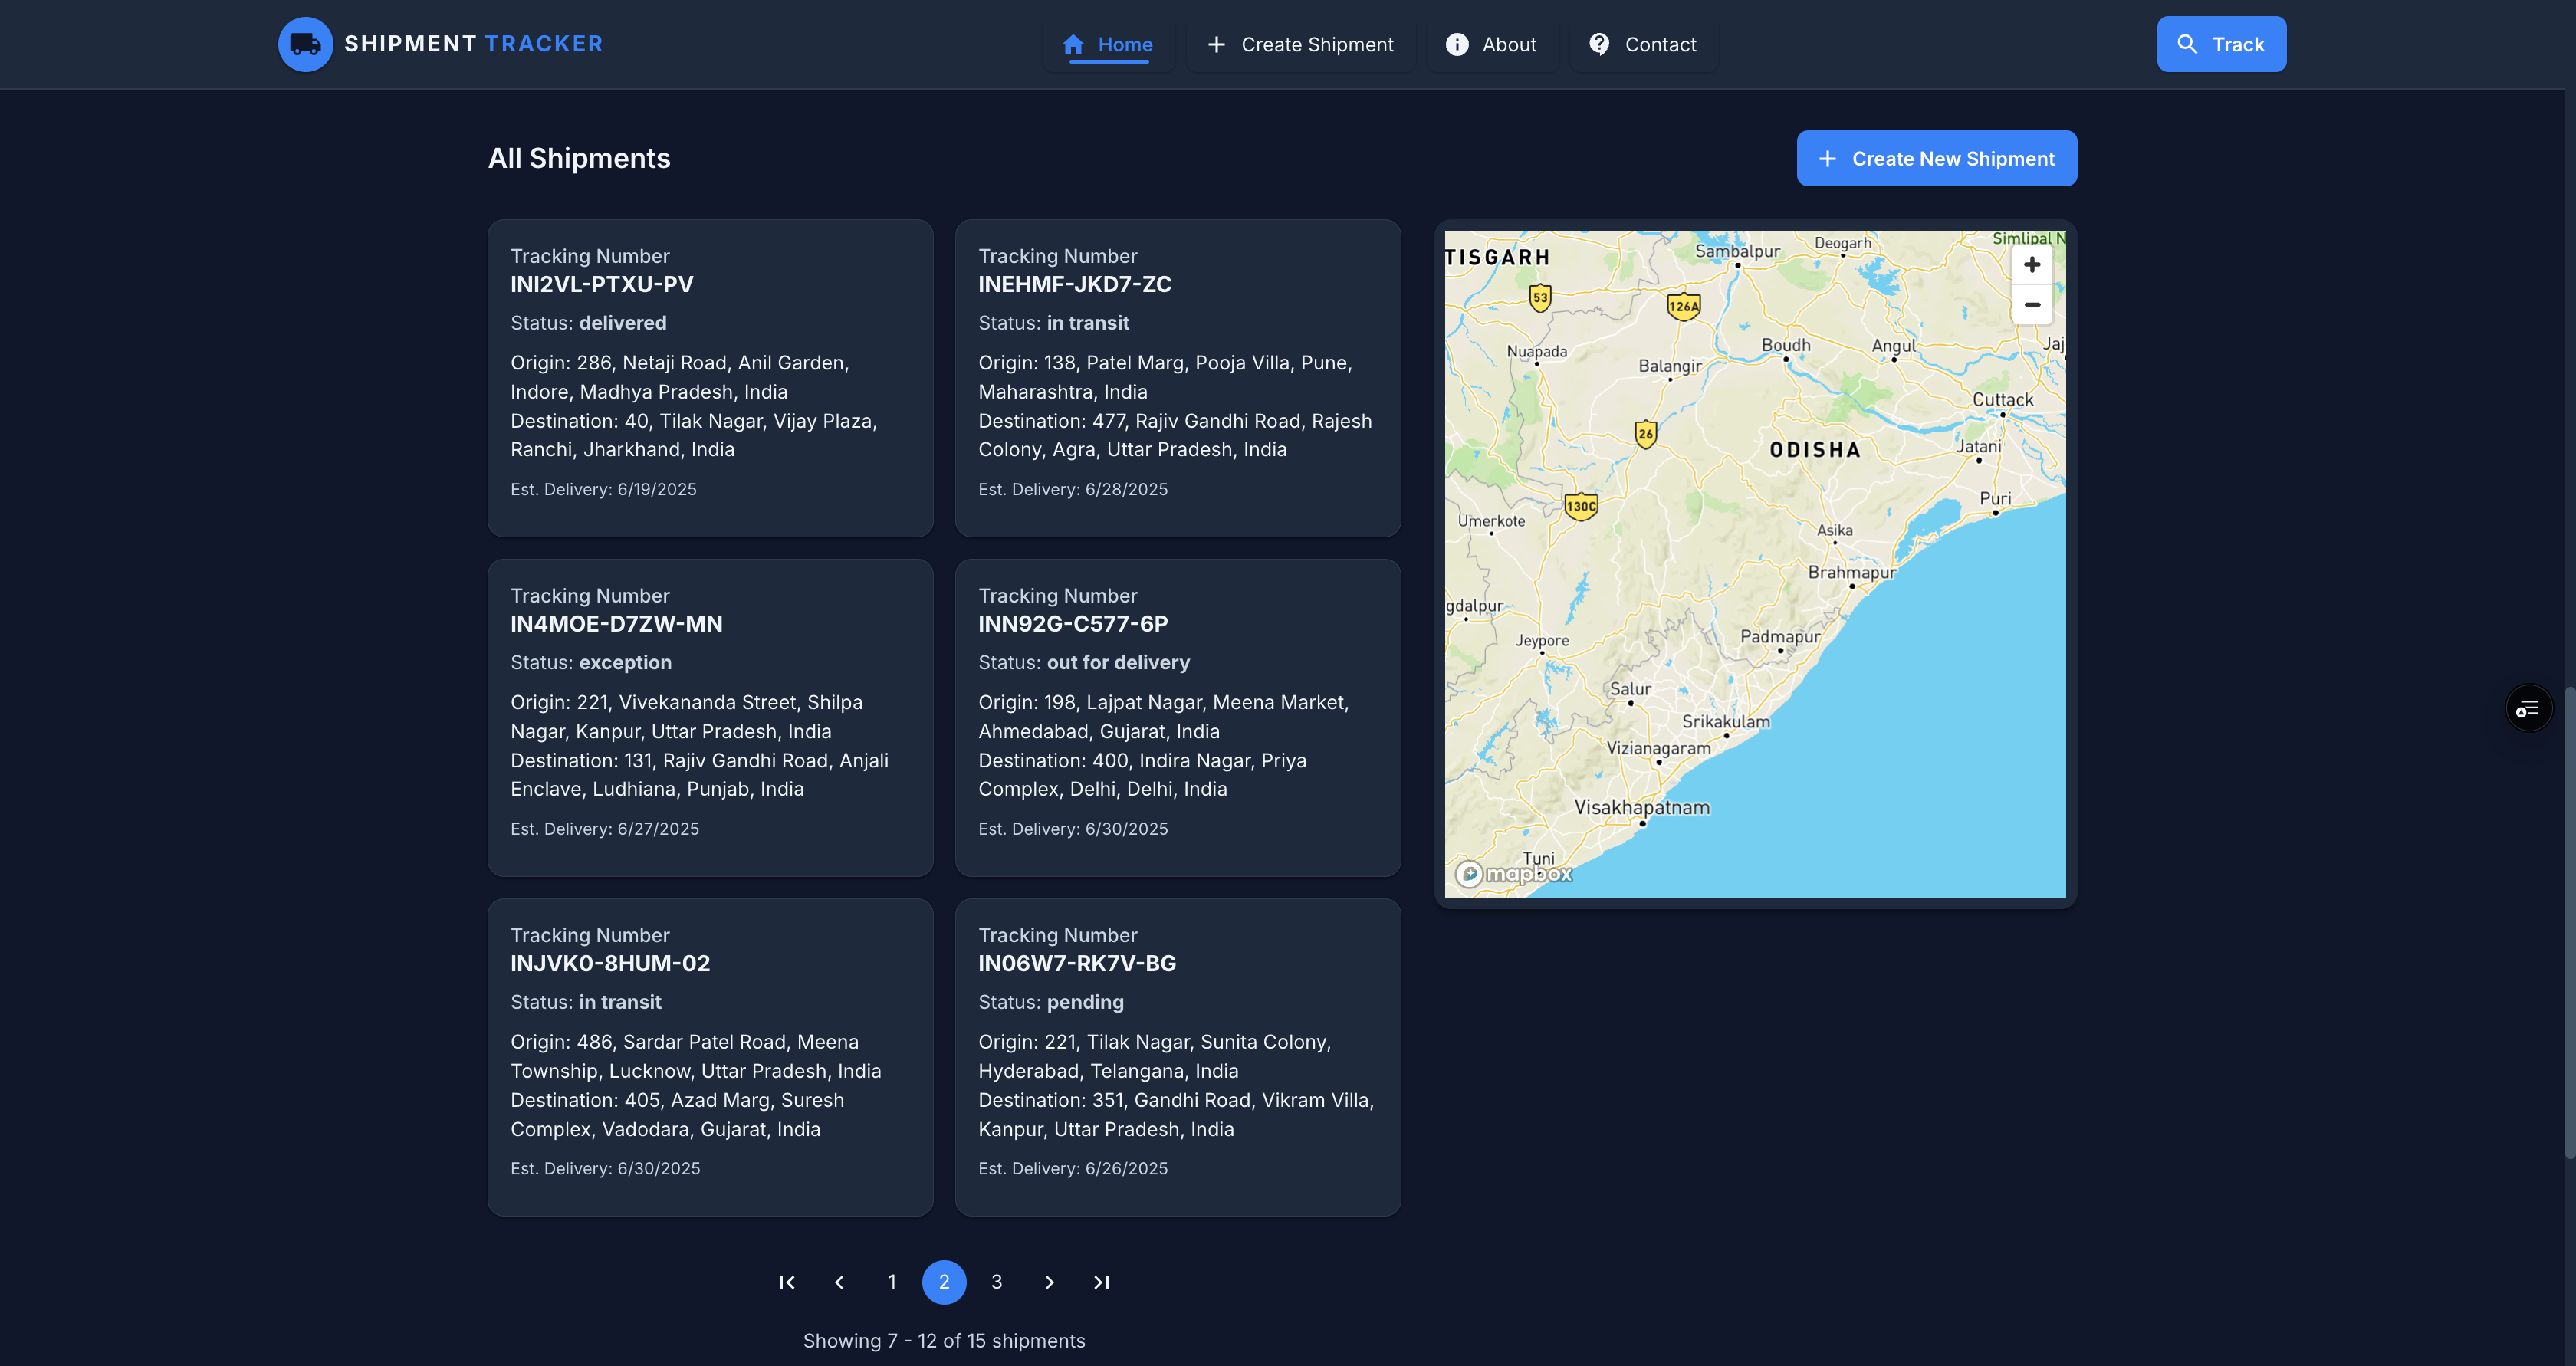 SHIPMENT TRACKER
Home
Create Shipment
About
Contact
Track
All Shipments
Create New Shipment
Tracking Number
INI2VL-PTXU-PV
Status: delivered
Origin: 286, Netaji Road, Anil Garden,
Indore, Madhya Pradesh, India
Destination: 40, Tilak Nagar, Vijay Plaza,
Ranchi, Jharkhand, India
Est. Delivery: 6/19/2025
Tracking Number
INEHMF-JKD7-ZC
Status: in transit
Origin: 138, Patel Marg, Pooja Villa, Pune,
Maharashtra, India
Destination: 477, Rajiv Gandhi Road, Rajesh
Colony, Agra, Uttar Pradesh, India
Est. Delivery: 6/28/2025
Tracking Number
IN4MOE-D7ZW-MN
Status: exception
Origin: 221, Vivekananda Street, Shilpa
Nagar, Kanpur, Uttar Pradesh, India
Destination: 131, Rajiv Gandhi Road, Anjali
Enclave, Ludhiana, Punjab, India
Est. Delivery: 6/27/2025
Tracking Number
INN92G-C577-6P
Status: out for delivery
Origin: 198, Lajpat Nagar, Meena Market,
Ahmedabad, Gujarat, India
Destination: 400, Indira Nagar, Priya
Complex, Delhi, Delhi, India
Est. Delivery: 6/30/2025
Tracking Number
INJVK0-8HUM-02
Status: in transit
Origin: 486, Sardar Patel Road, Meena
Township, Lucknow, Uttar Pradesh, India
Destination: 405, Azad Marg, Suresh
Complex, Vadodara, Gujarat, India
Est. Delivery: 6/30/2025
Tracking Number
IN06W7-RK7V-BG
Status: pending
Origin: 221, Tilak Nagar, Sunita Colony,
Hyderabad, Telangana, India
Destination: 351, Gandhi Road, Vikram Villa,
Kanpur, Uttar Pradesh, India
Est. Delivery: 6/26/2025
1
2
3
Showing 7 - 12 of 15 shipments
Simlipal N
Deogarh
Sambalpur
TISGARH
53
126A
Nuapada
Boudh
Angul
Jaj
Balangir
Cuttack
26
ODISHA
Jatani
Puri
130C
Umerkote
Asika
Brahmapur
gdalpur
Jeypore
Padmapur
Salur
Srikakulam
Vizianagaram
Visakhapatnam
Tuni
mapbox